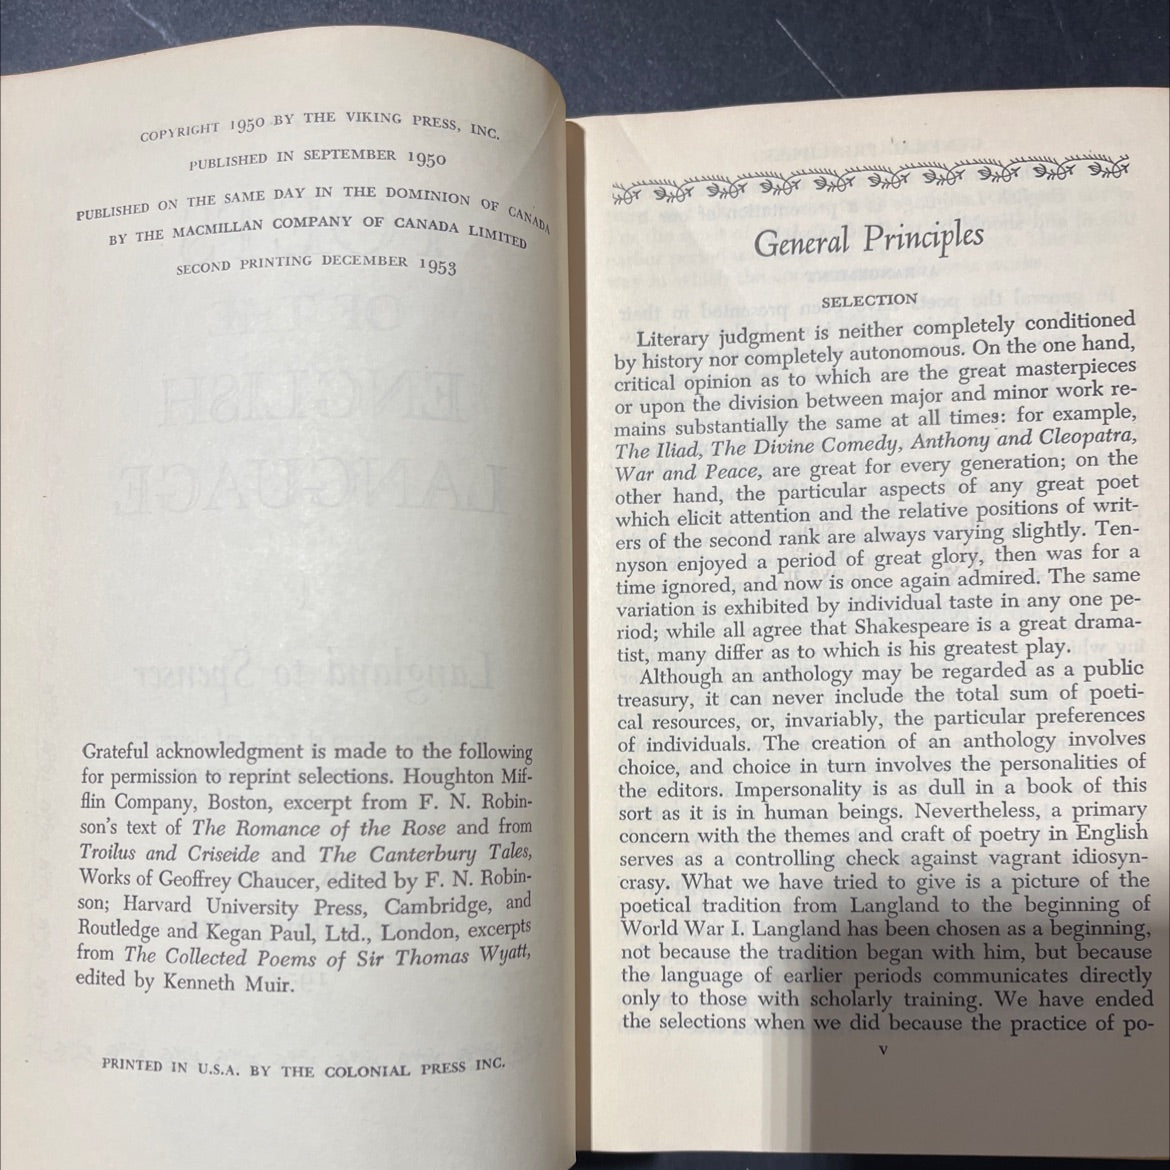 COPYRIGHT 1950 BY THE VIKING PRESS, INC.
PUBLISHED IN SEPTEMBER 1950
PUBLISHED ON THE SAME DAY IN THE DOMINION OF CANADA
BY THE MACMILLAN COMPANY OF CANADA LIMITED
SECOND PRINTING DECEMBER 1953
Grateful acknowledgment is made to the following
for permission to reprint selections. Houghton Mif-
flin Company, Boston, excerpt from F. N. Robin-
son's text of The Romance of the Rose and from
Troilus and Criseide and The Canterbury Tales,
Works of Geoffrey Chaucer, edited by F. N. Robin-
son; Harvard University Press, Cambridge, and
Routledge and Kegan Paul, Ltd., London, excerpts
from The Collected Poems of Sir Thomas Wyatt,
edited by Kenneth Muir.
PRINTED IN U.S.A. BY THE COLONIAL PRESS INC.
General Principles
SELECTION
Literary judgment is neither completely conditioned
by history nor completely autonomous. On the one hand,
critical opinion as to which are the great masterpieces
or upon the division between major and minor work re-
mains substantially the same at all times: for example,
The Iliad, The Divine Comedy, Anthony and Cleopatra,
War and Peace, are great for every generation; on the
other hand, the particular aspects of any great poet
which elicit attention and the relative positions of writ-
ers of the second rank are always varying slightly. Ten-
nyson enjoyed a period of great glory, then was for a
time ignored, and now is once again admired. The same
variation is exhibited by individual taste in any one pe-
riod; while all agree that Shakespeare is a great drama-
tist, many differ as to which is his greatest play.
Although an anthology may be regarded as a public
treasury, it can never include the total sum of poeti-
cal resources, or, invariably, the particular preferences
of individuals. The creation of an anthology involves
choice, and choice in turn involves the personalities of
the editors. Impersonality is as dull in a book of this
sort as it is in human beings. Nevertheless, a primary
concern with the themes and craft of poetry in English
serves as a controlling check against vagrant idiosyn-
crasy. What we have tried to give is a picture of the
poetical tradition from Langland to the beginning of
World War I. Langland has been chosen as a beginning,
not because the tradition began with him, but because
the language of earlier periods communicates directly
only to those with scholarly training. We have ended
the selections when we did because the practice of po-
v